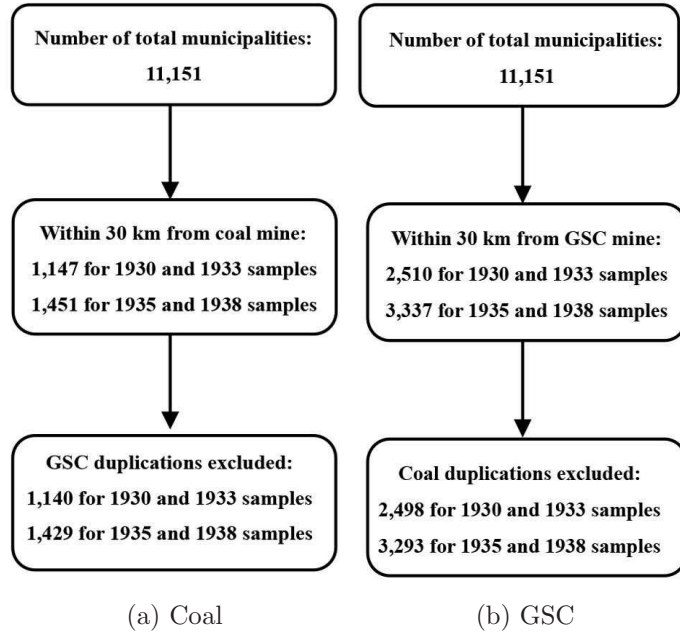 Number of total municipalities:
11,151
Within 30 km from coal mine:
1,147 for 1930 and 1933 samples
1,451 for 1935 and 1938 samples
GSC duplications excluded:
1,140 for 1930 and 1933 samples
1,429 for 1935 and 1938 samples
(a) Coal
Number of total municipalities:
11,151
Within 30 km from GSC mine:
2,510 for 1930 and 1933 samples
3,337 for 1935 and 1938 samples
Coal duplications excluded:
2,498 for 1930 and 1933 samples
3,293 for 1935 and 1938 samples
(b) GSC